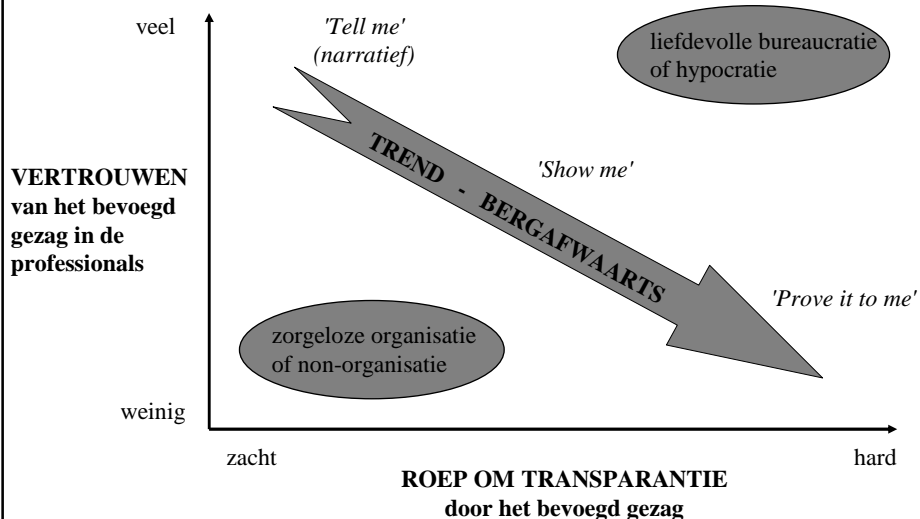 veel
'Tell me'
(narratief)
liefdevolle bureaucratie
of hypocratie
TREND - BERGAFWAARTS
'Show me'
VERTROUWEN
van het bevoegd
gezag in de
professionals
'Prove it to me'
zorgeloze organisatie
of non-organisatie
weinig
zacht
hard
ROEP OM TRANSPARANTIE
door het bevoegd gezag